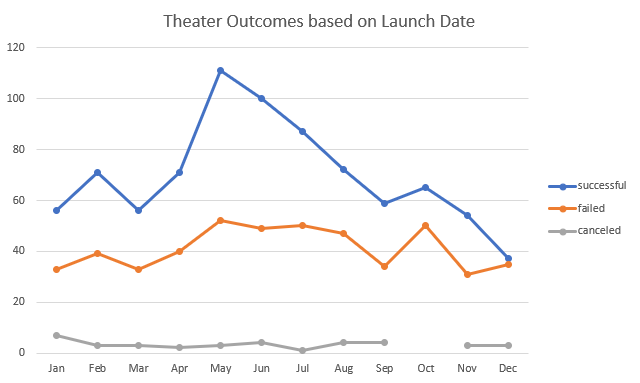 Theater Outcomes based on Launch Date
120
100
80
60
40
20
0
Jan Feb Mar Apr May Jun Jul Aug Sep Oct Nov Dec
successful
failed
canceled